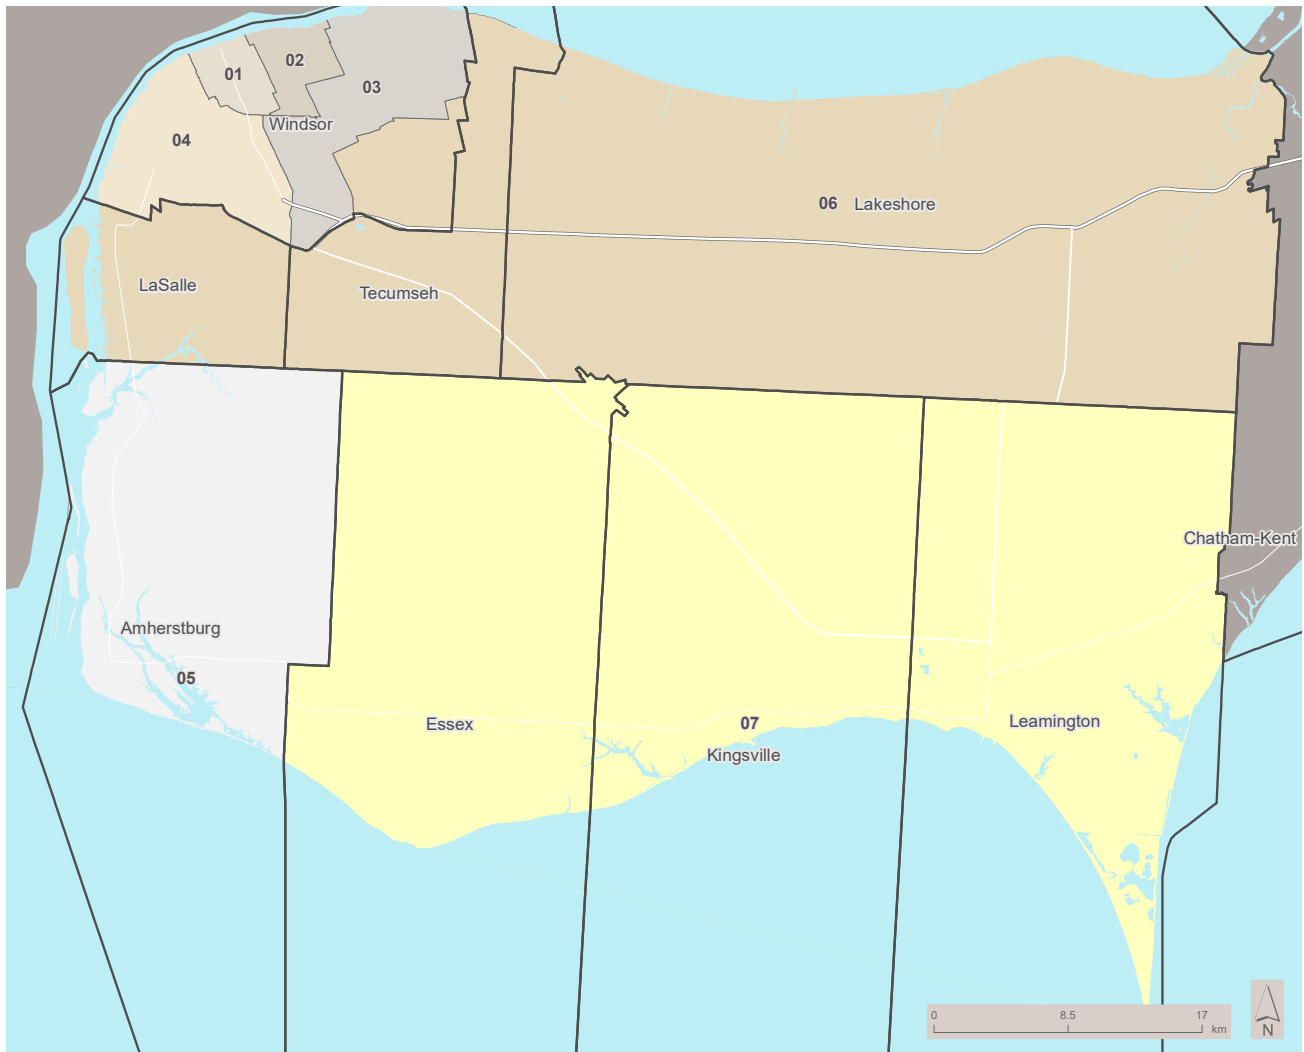 02
01
03
Windsor
04
06 Lakeshore
LaSalle
Tecumseh
Chatham-Kent
Amherstburg
05
Essex
07
Leamington
Kingsville
0 8.5 17
km
N